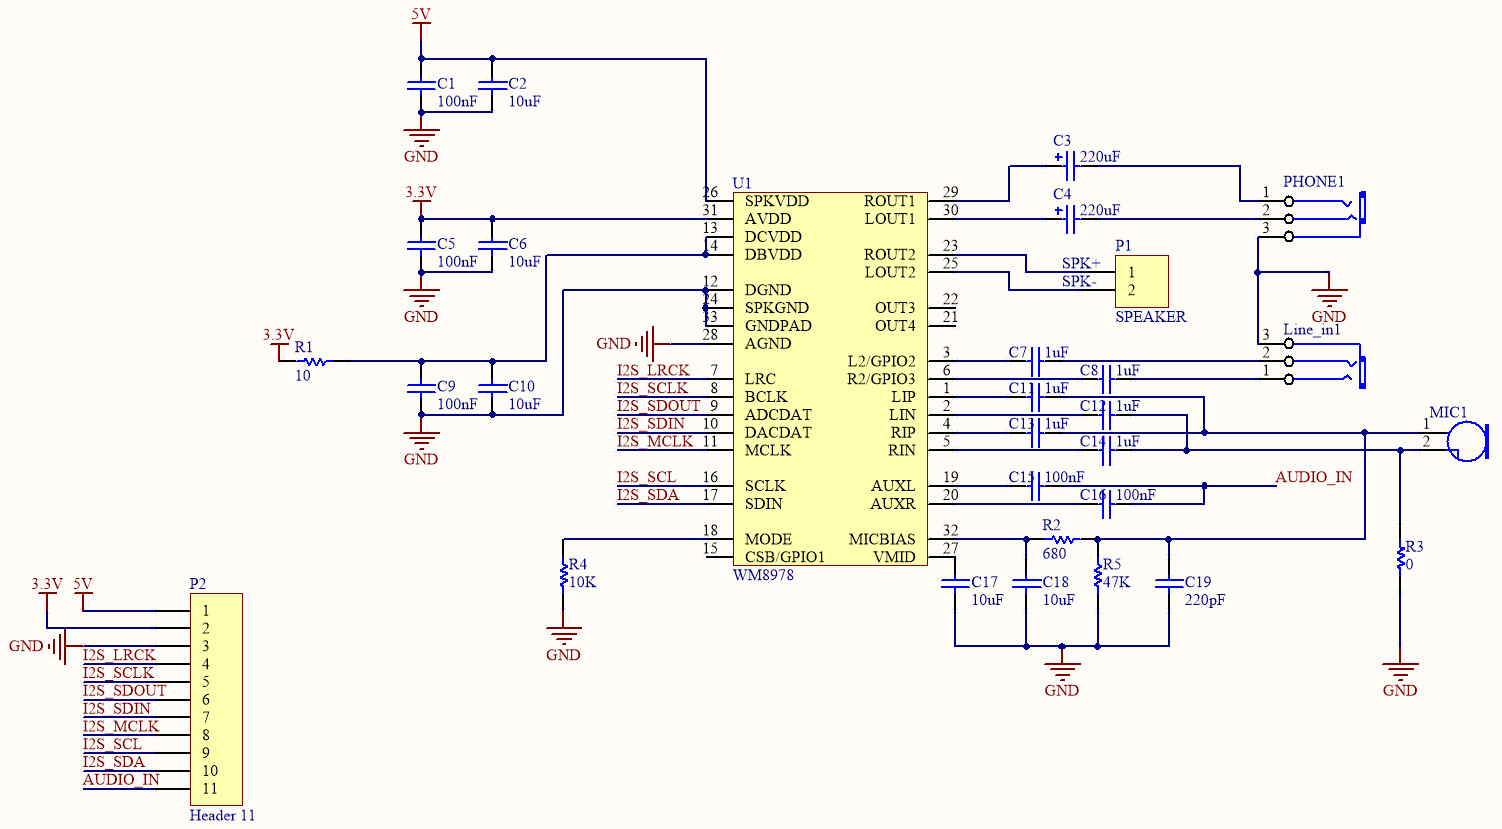 5V
C1
100nF
C2
10uF
GND
3.3V
C5
100nF
C6
10uF
GND
3.3V
R1
10
C9
100nF
C10
10uF
GND
U1
26 SPKVDD
31 AVDD
13 DCVDD
14 DBVDD
12 DGND
24 SPKGND
33 GNDPAD
GND 28 AGND
I2S_LRCK 7 LRC
I2S_SCLK 8 BCLK
I2S_SDOUT 9 ADCDAT
I2S_SDIN 10 DACDAT
I2S_MCLK 11 MCLK
I2S_SCL 16 SCLK
I2S_SDA 17 SDIN
18 MODE
15 CSB/GPIO1
WM8978
R4
10K
GND
ROUT1 29
LOUT1 30
ROUT2 23
LOUT2 25
OUT3 22
OUT4 21
L2/GPIO2 3
R2/GPIO3 6
LIP 1
LIN 2
RIP 4
RIN 5
AUXL 19
AUXR 20
MICBIAS 32
VMID 27
C3
+ 220uF
C4
+ 220uF
PHONE1
1
2
3
P1
SPK+ 1
SPK- 2
SPEAKER
GND
Line_in1
3
2
1
C7 1uF
C8 1uF
C11 1uF
C12 1uF
C13 1uF
C14 1uF
MIC1
1
2
C15 100nF
C16 100nF
AUDIO_IN
R2
680
C17
10uF
C18
10uF
R5
47K
C19
220pF
GND
R3
0
GND
3.3V 5V
P2
1
2
GND 3
I2S_LRCK 4
I2S_SCLK 5
I2S_SDOUT 6
I2S_SDIN 7
I2S_MCLK 8
I2S_SCL 9
I2S_SDA 10
AUDIO_IN 11
Header 11